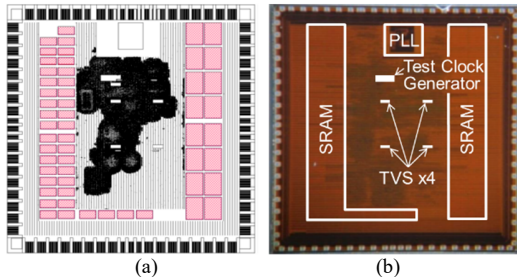 PLL
Test Clock
Generator
SRAM
SRAM
TVS x4
(a)
(b)